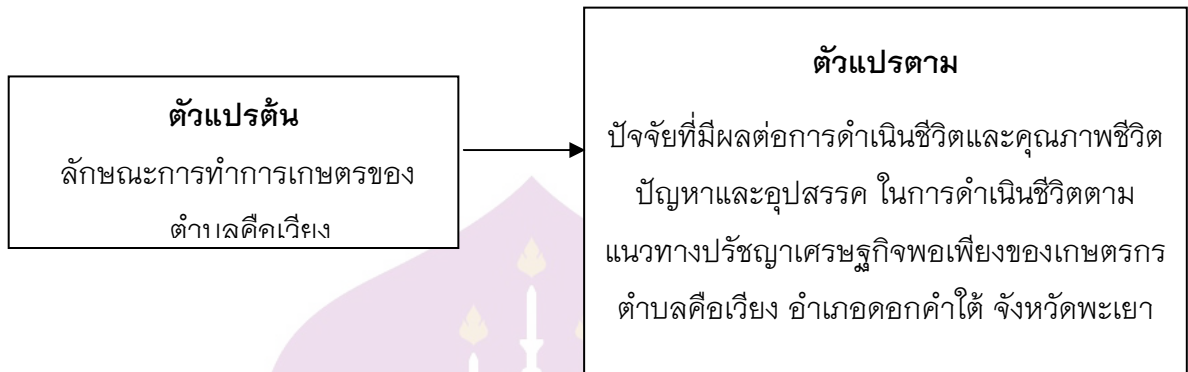 ตัวแปรต้น
ลักษณะการทำการเกษตรของ
ตำบลคือเวียง
ตัวแปรตาม
ปัจจัยที่มีผลต่อการดำเนินชีวิตและคุณภาพชีวิต
ปัญหาและอุปสรรค ในการดำเนินชีวิตตาม
แนวทางปรัชญาเศรษฐกิจพอเพียงของเกษตรกร
ตำบลคือเวียง อำเภอดอกคำใต้ จังหวัดพะเยา